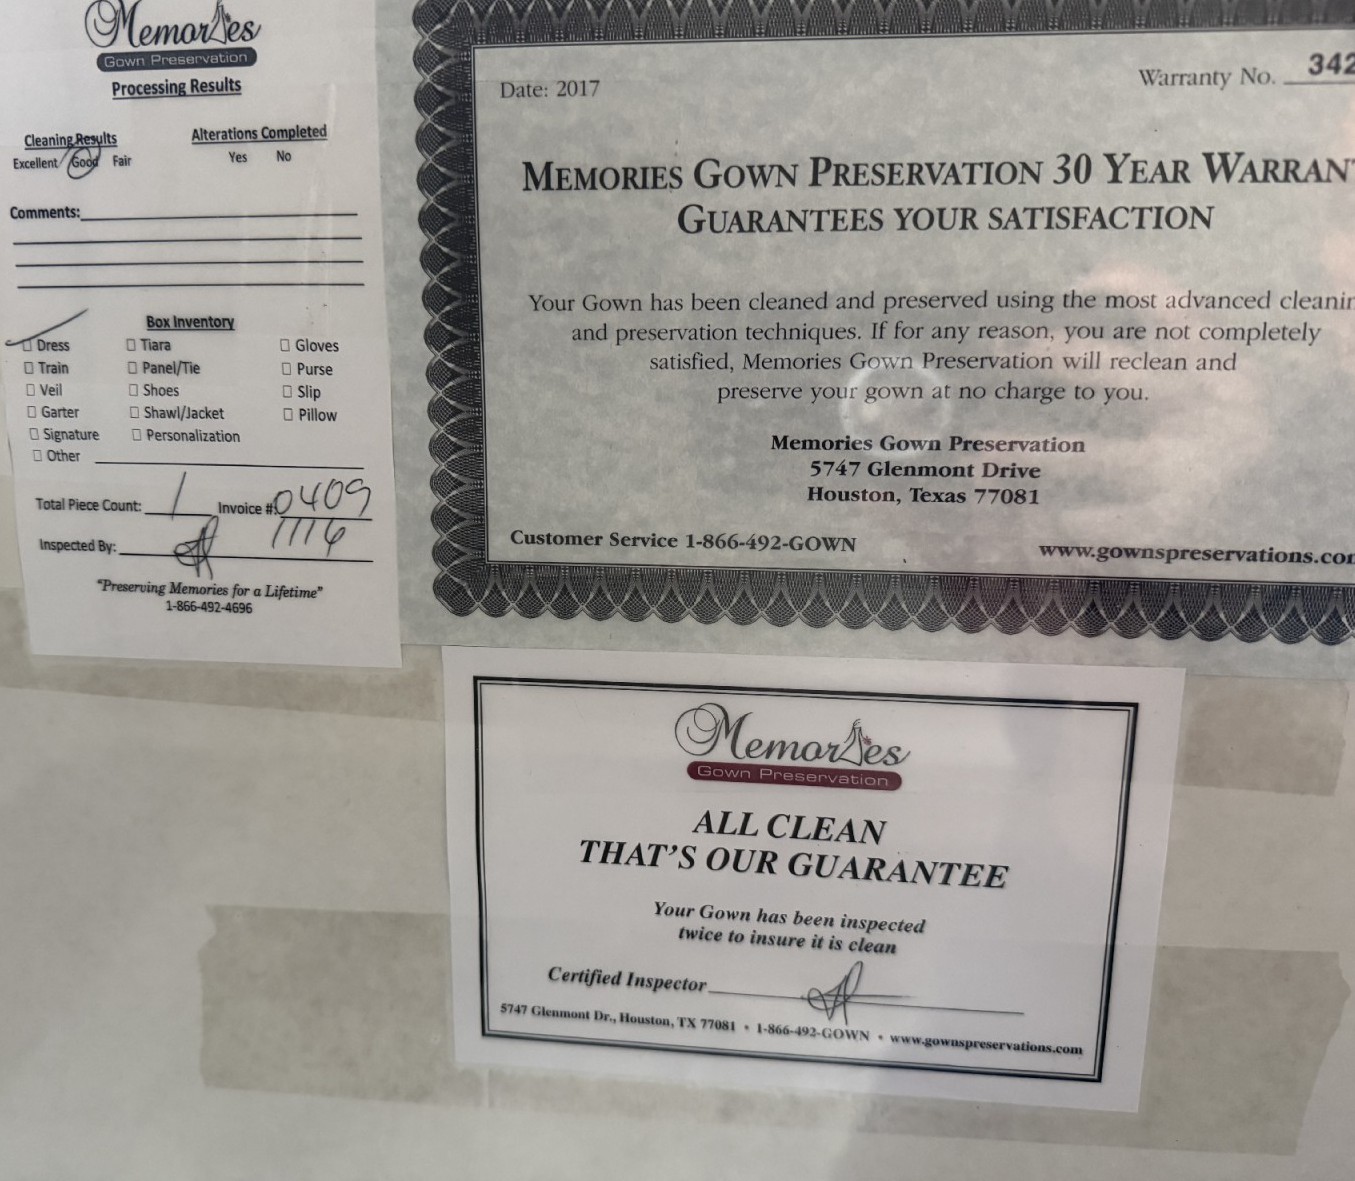 Memories
Gown Preservation
Processing Results
Cleaning Results
Alterations Completed
Excellent Good Fair
Yes No
Comments:
Box Inventory
Dress
Tiara
Gloves
Train
Panel/Tie
Purse
Veil
Shoes
Slip
Garter
Shawl/Jacket
Pillow
Signature
Personalization
Other
Total Piece Count: 1 Invoice #: 0409
1116
Inspected By:
"Preserving Memories for a Lifetime"
1-866-492-4696
Date: 2017
Warranty No. 342
MEMORIES GOWN PRESERVATION 30 YEAR WARRAN
GUARANTEES YOUR SATISFACTION
Your Gown has been cleaned and preserved using the most advanced cleanin
and preservation techniques. If for any reason, you are not completely
satisfied, Memories Gown Preservation will reclean and
preserve your gown at no charge to you.
Memories Gown Preservation
5747 Glenmont Drive
Houston, Texas 77081
Customer Service 1-866-492-GOWN
www.gownspreservations.com
Memories
Gown Preservation
ALL CLEAN
THAT'S OUR GUARANTEE
Your Gown has been inspected
twice to insure it is clean
Certified Inspector
5747 Glenmont Dr., Houston, TX 77081 • 1-866-492-GOWN • www.gownspreservations.com